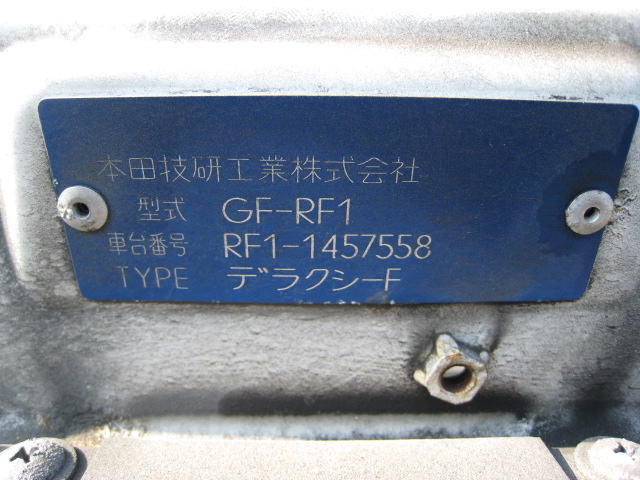 本田技研工業株式会社
型式 GF-RF1
車台番号 RF1-1457558
TYPE デラクシーF